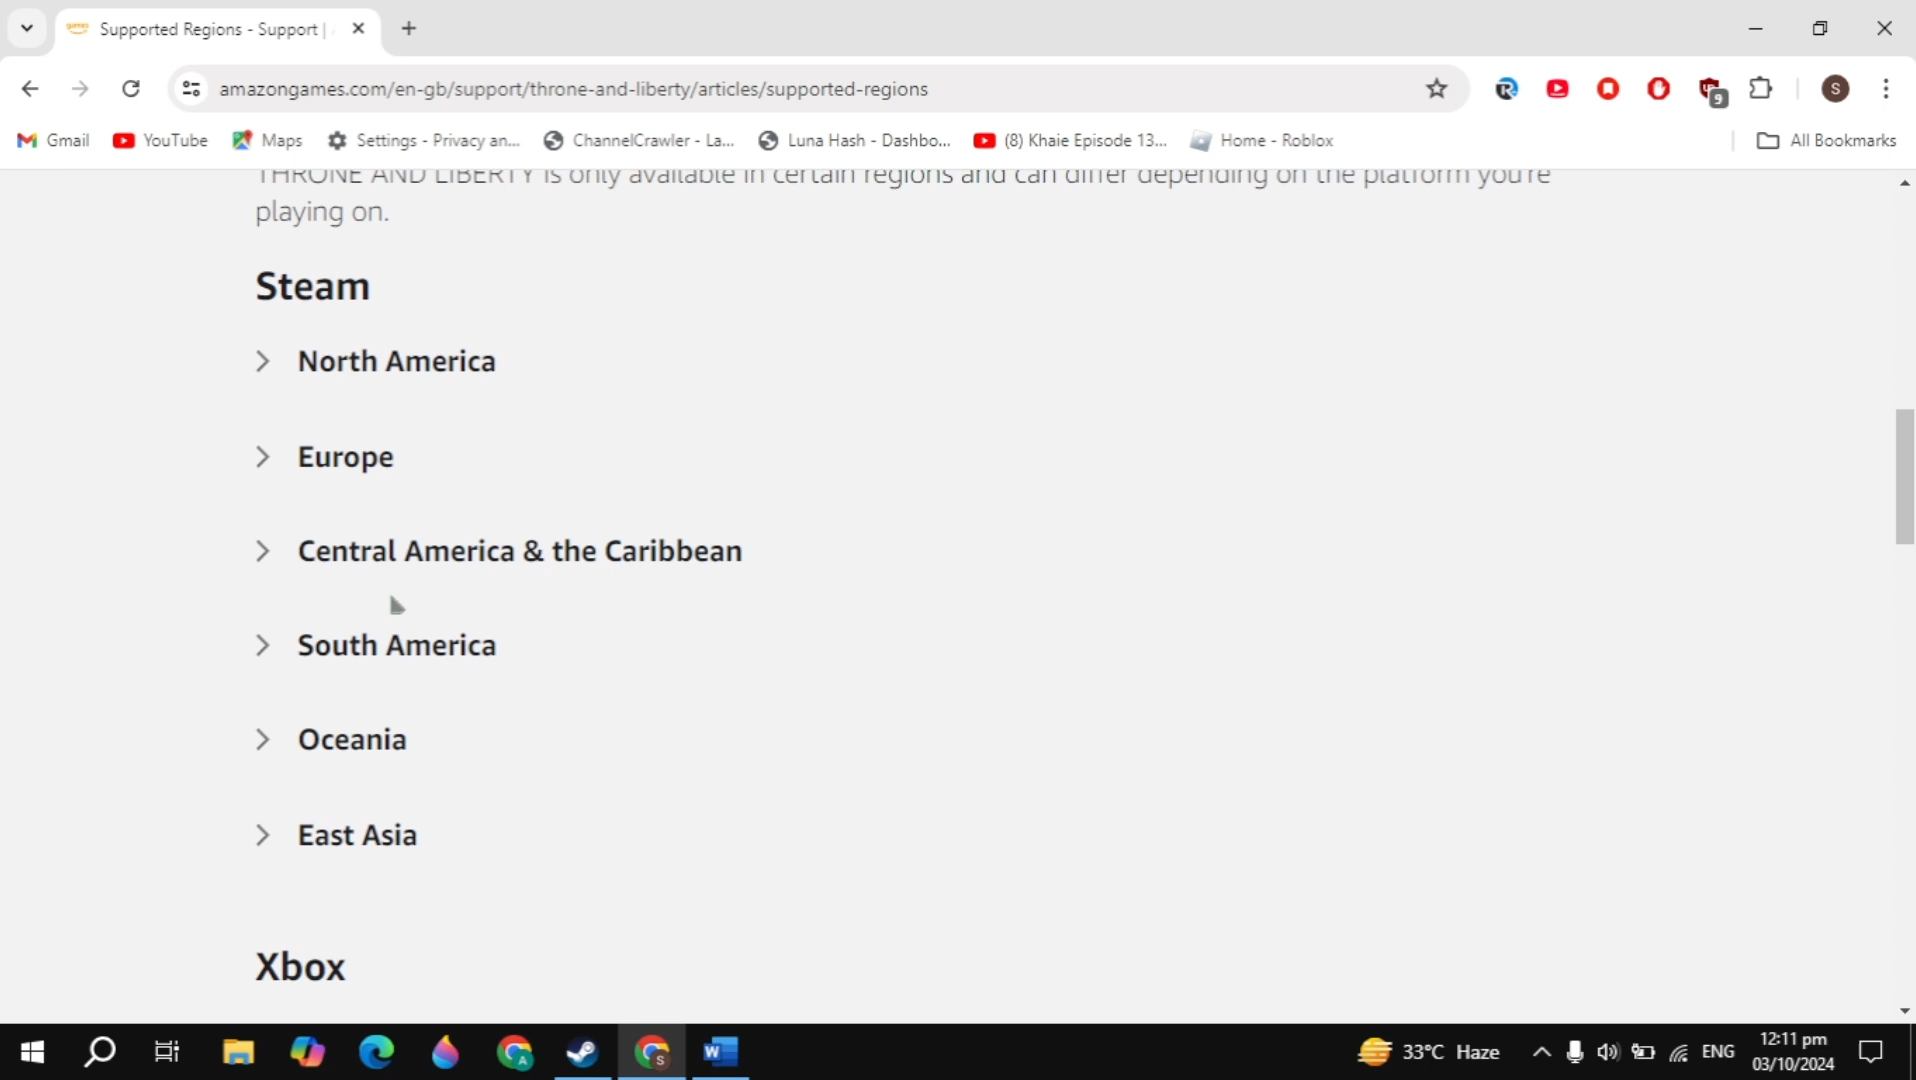 games Supported Regions - Support |
amazongames.com/en-gb/support/throne-and-liberty/articles/supported-regions
S
9
Gmail YouTube Maps Settings - Privacy an... ChannelCrawler - La... Luna Hash - Dashbo... (8) Khaie Episode 13... Home - Roblox All Bookmarks
THRONE AND LIBERTY is only available in certain regions and can differ depending on the platform you're
playing on.
Steam
North America
Europe
Central America & the Caribbean
South America
Oceania
East Asia
Xbox
A
S
W
33°C Haze
ENG
12:11 pm
03/10/2024